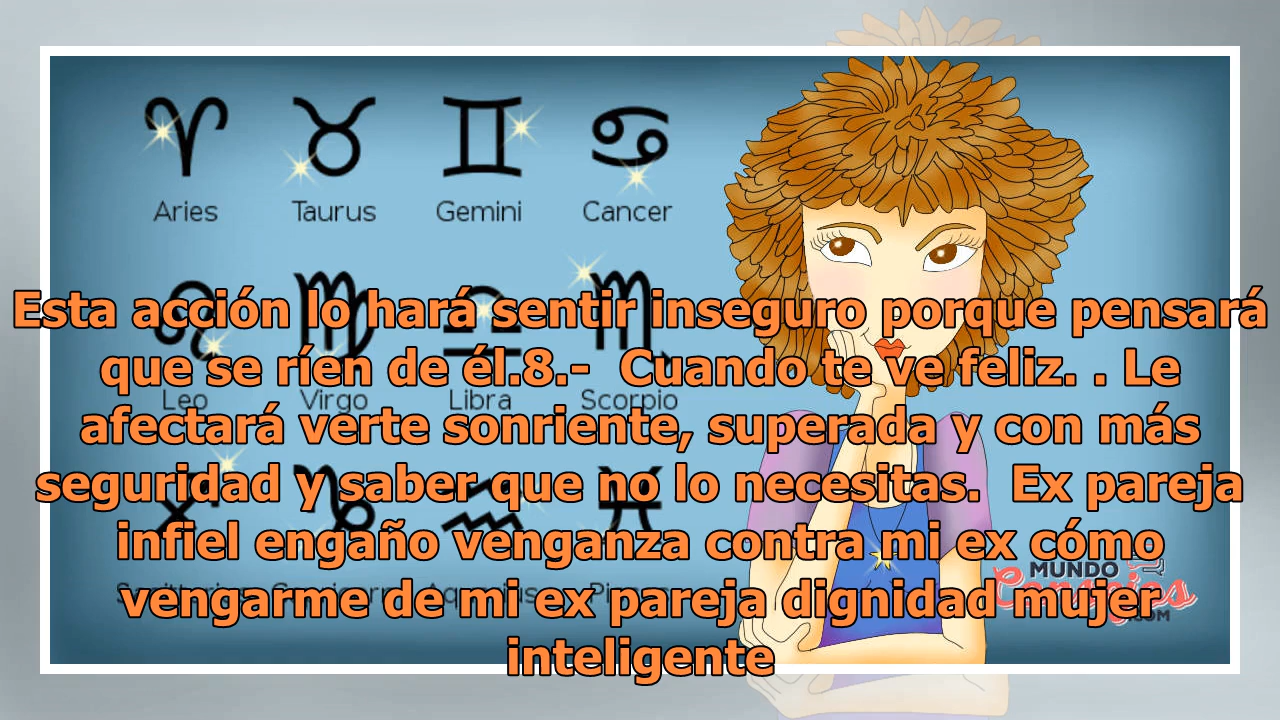 Aries Taurus Gemini Cancer
Esta acción lo hará sentir inseguro porque pensará
que se ríen de él.8.-  Cuando te ve feliz. . Le
Leo Virgo Libra Scorpio
afectará verte sonriente, superada y con más
seguridad y saber que no lo necesitas.  Ex pareja
infiel engaño venganza contra mi ex cómo
MUNDO
Consejos
.COM
vengarme de mi ex pareja dignidad mujer
inteligente